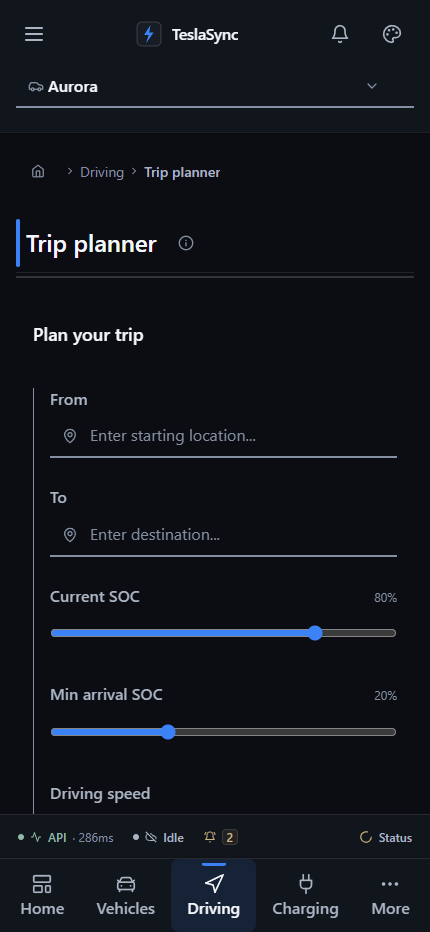 TeslaSync
Aurora
Driving Trip planner
Trip planner
Plan your trip
From
Enter starting location...
To
Enter destination...
Current SOC 80%
Min arrival SOC 20%
Driving speed
API · 286ms Idle 2 Status
Home Vehicles Driving Charging More